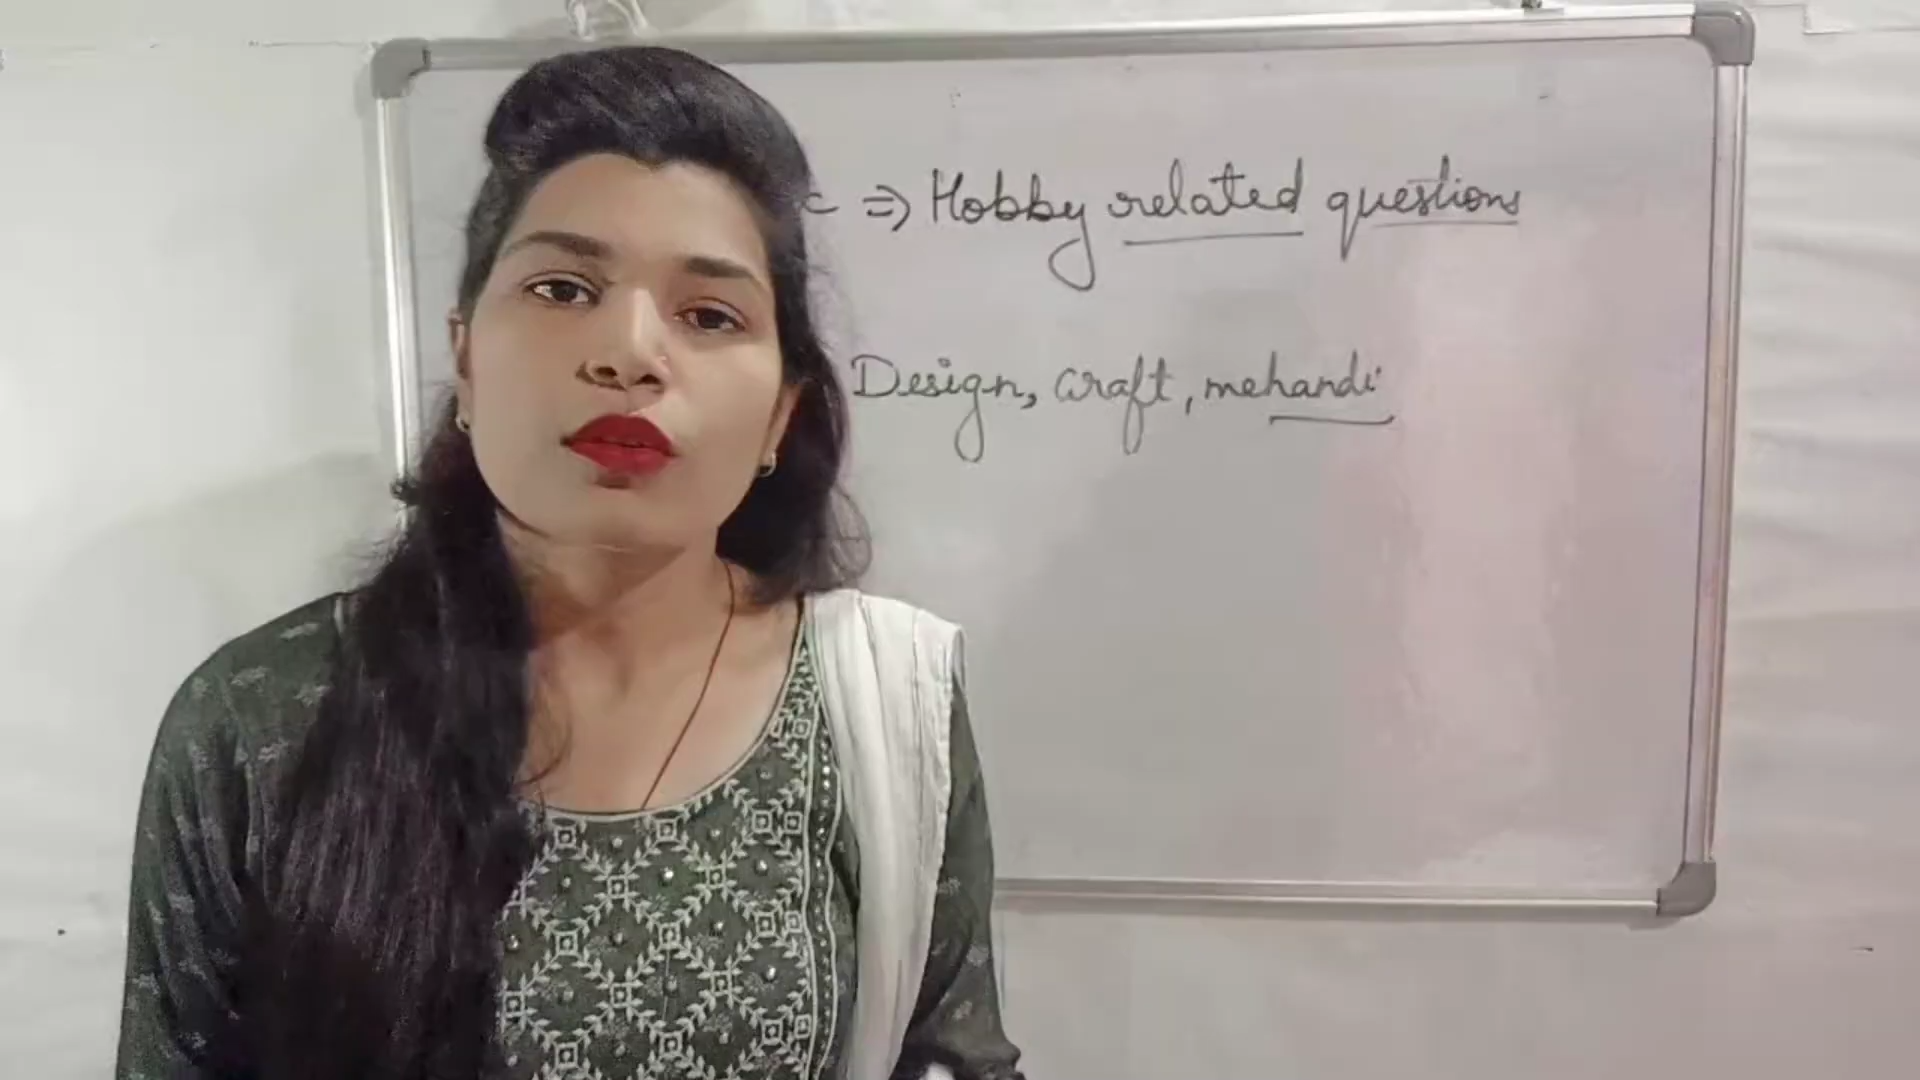 ⇒ Hobby related questions
Design, craft, mehandi